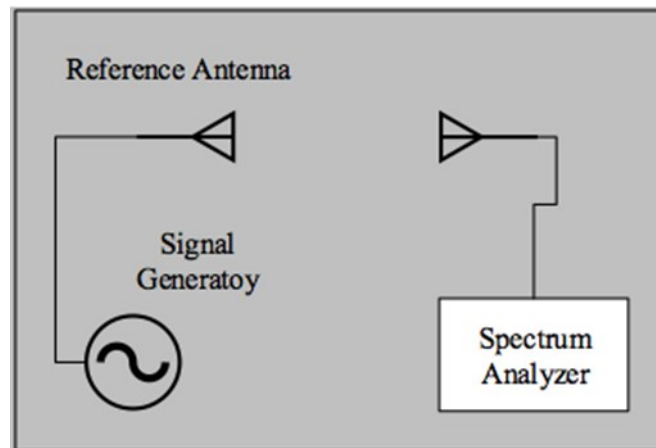 Reference Antenna
Signal
Generatoy
Spectrum
Analyzer